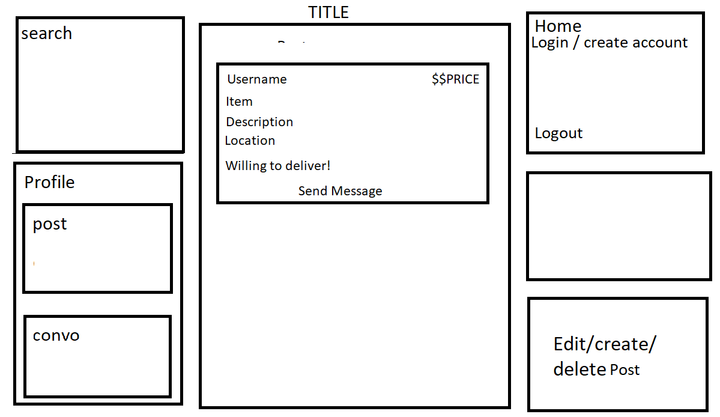 TITLE
search
Profile
post
convo
Username $$PRICE
Item
Description
Location
Willing to deliver!
Send Message
Home
Login / create account
Logout
Edit/create/
delete Post